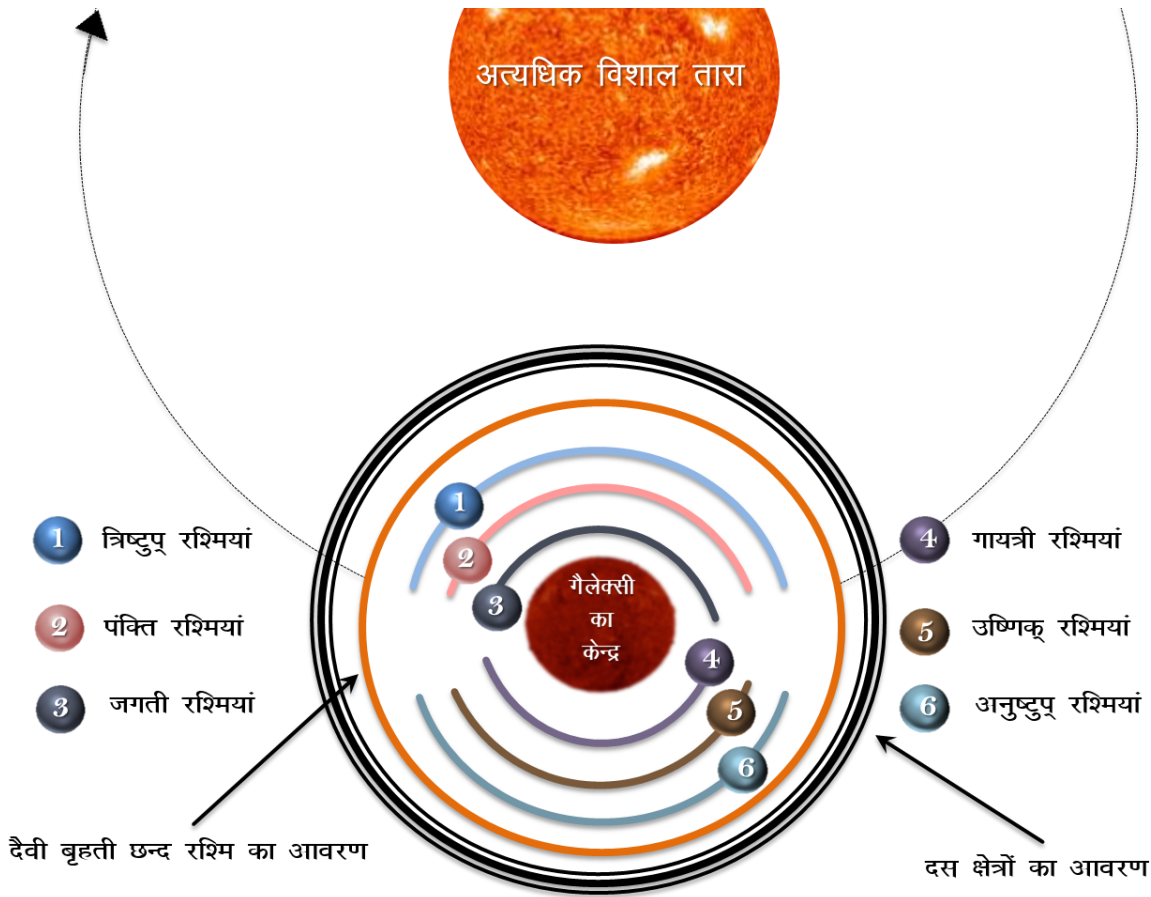 अत्यधिक विशाल तारा
1
2
3
गैलेक्सी
का
केन्द्र
4
5
6
1 त्रिष्टुप् रश्मियां
2 पंक्ति रश्मियां
3 जगती रश्मियां
4 गायत्री रश्मियां
5 उष्णिक् रश्मियां
6 अनुष्टुप् रश्मियां
दैवी बृहती छन्द रश्मि का आवरण
दस क्षेत्रों का आवरण